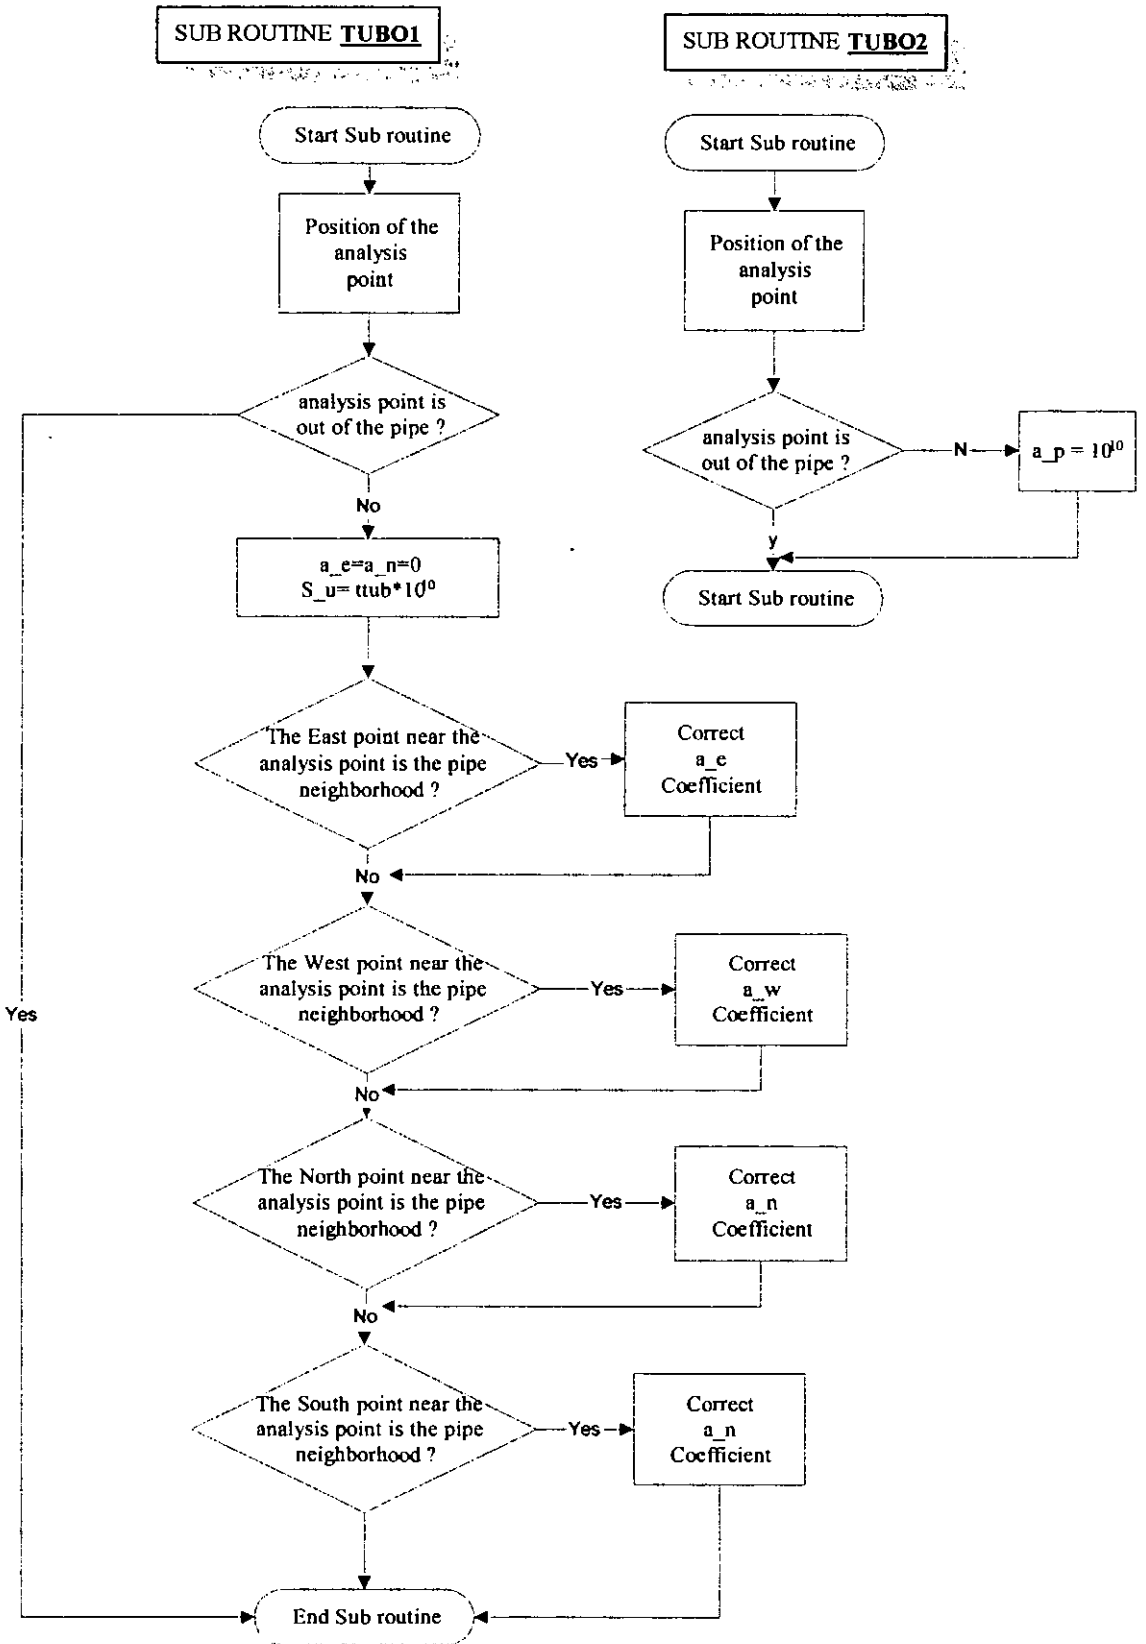 SUB ROUTINE TUBO1
Start Sub routine
Position of the
analysis
point
analysis point is
out of the pipe ?
No
a_e=a_n=0
S_u= ttub*10¹⁰
The East point near the
analysis point is the pipe
neighborhood ?
Yes
Correct
a_e
Coefficient
No
The West point near the
analysis point is the pipe
neighborhood ?
Yes
Correct
a_w
Coefficient
Yes
No
The North point near the
analysis point is the pipe
neighborhood ?
Yes
Correct
a_n
Coefficient
No
The South point near the
analysis point is the pipe
neighborhood ?
Yes
Correct
a_n
Coefficient
End Sub routine
SUB ROUTINE TUBO2
Start Sub routine
Position of the
analysis
point
analysis point is
out of the pipe ?
N
a_p = 10¹⁰
y
Start Sub routine